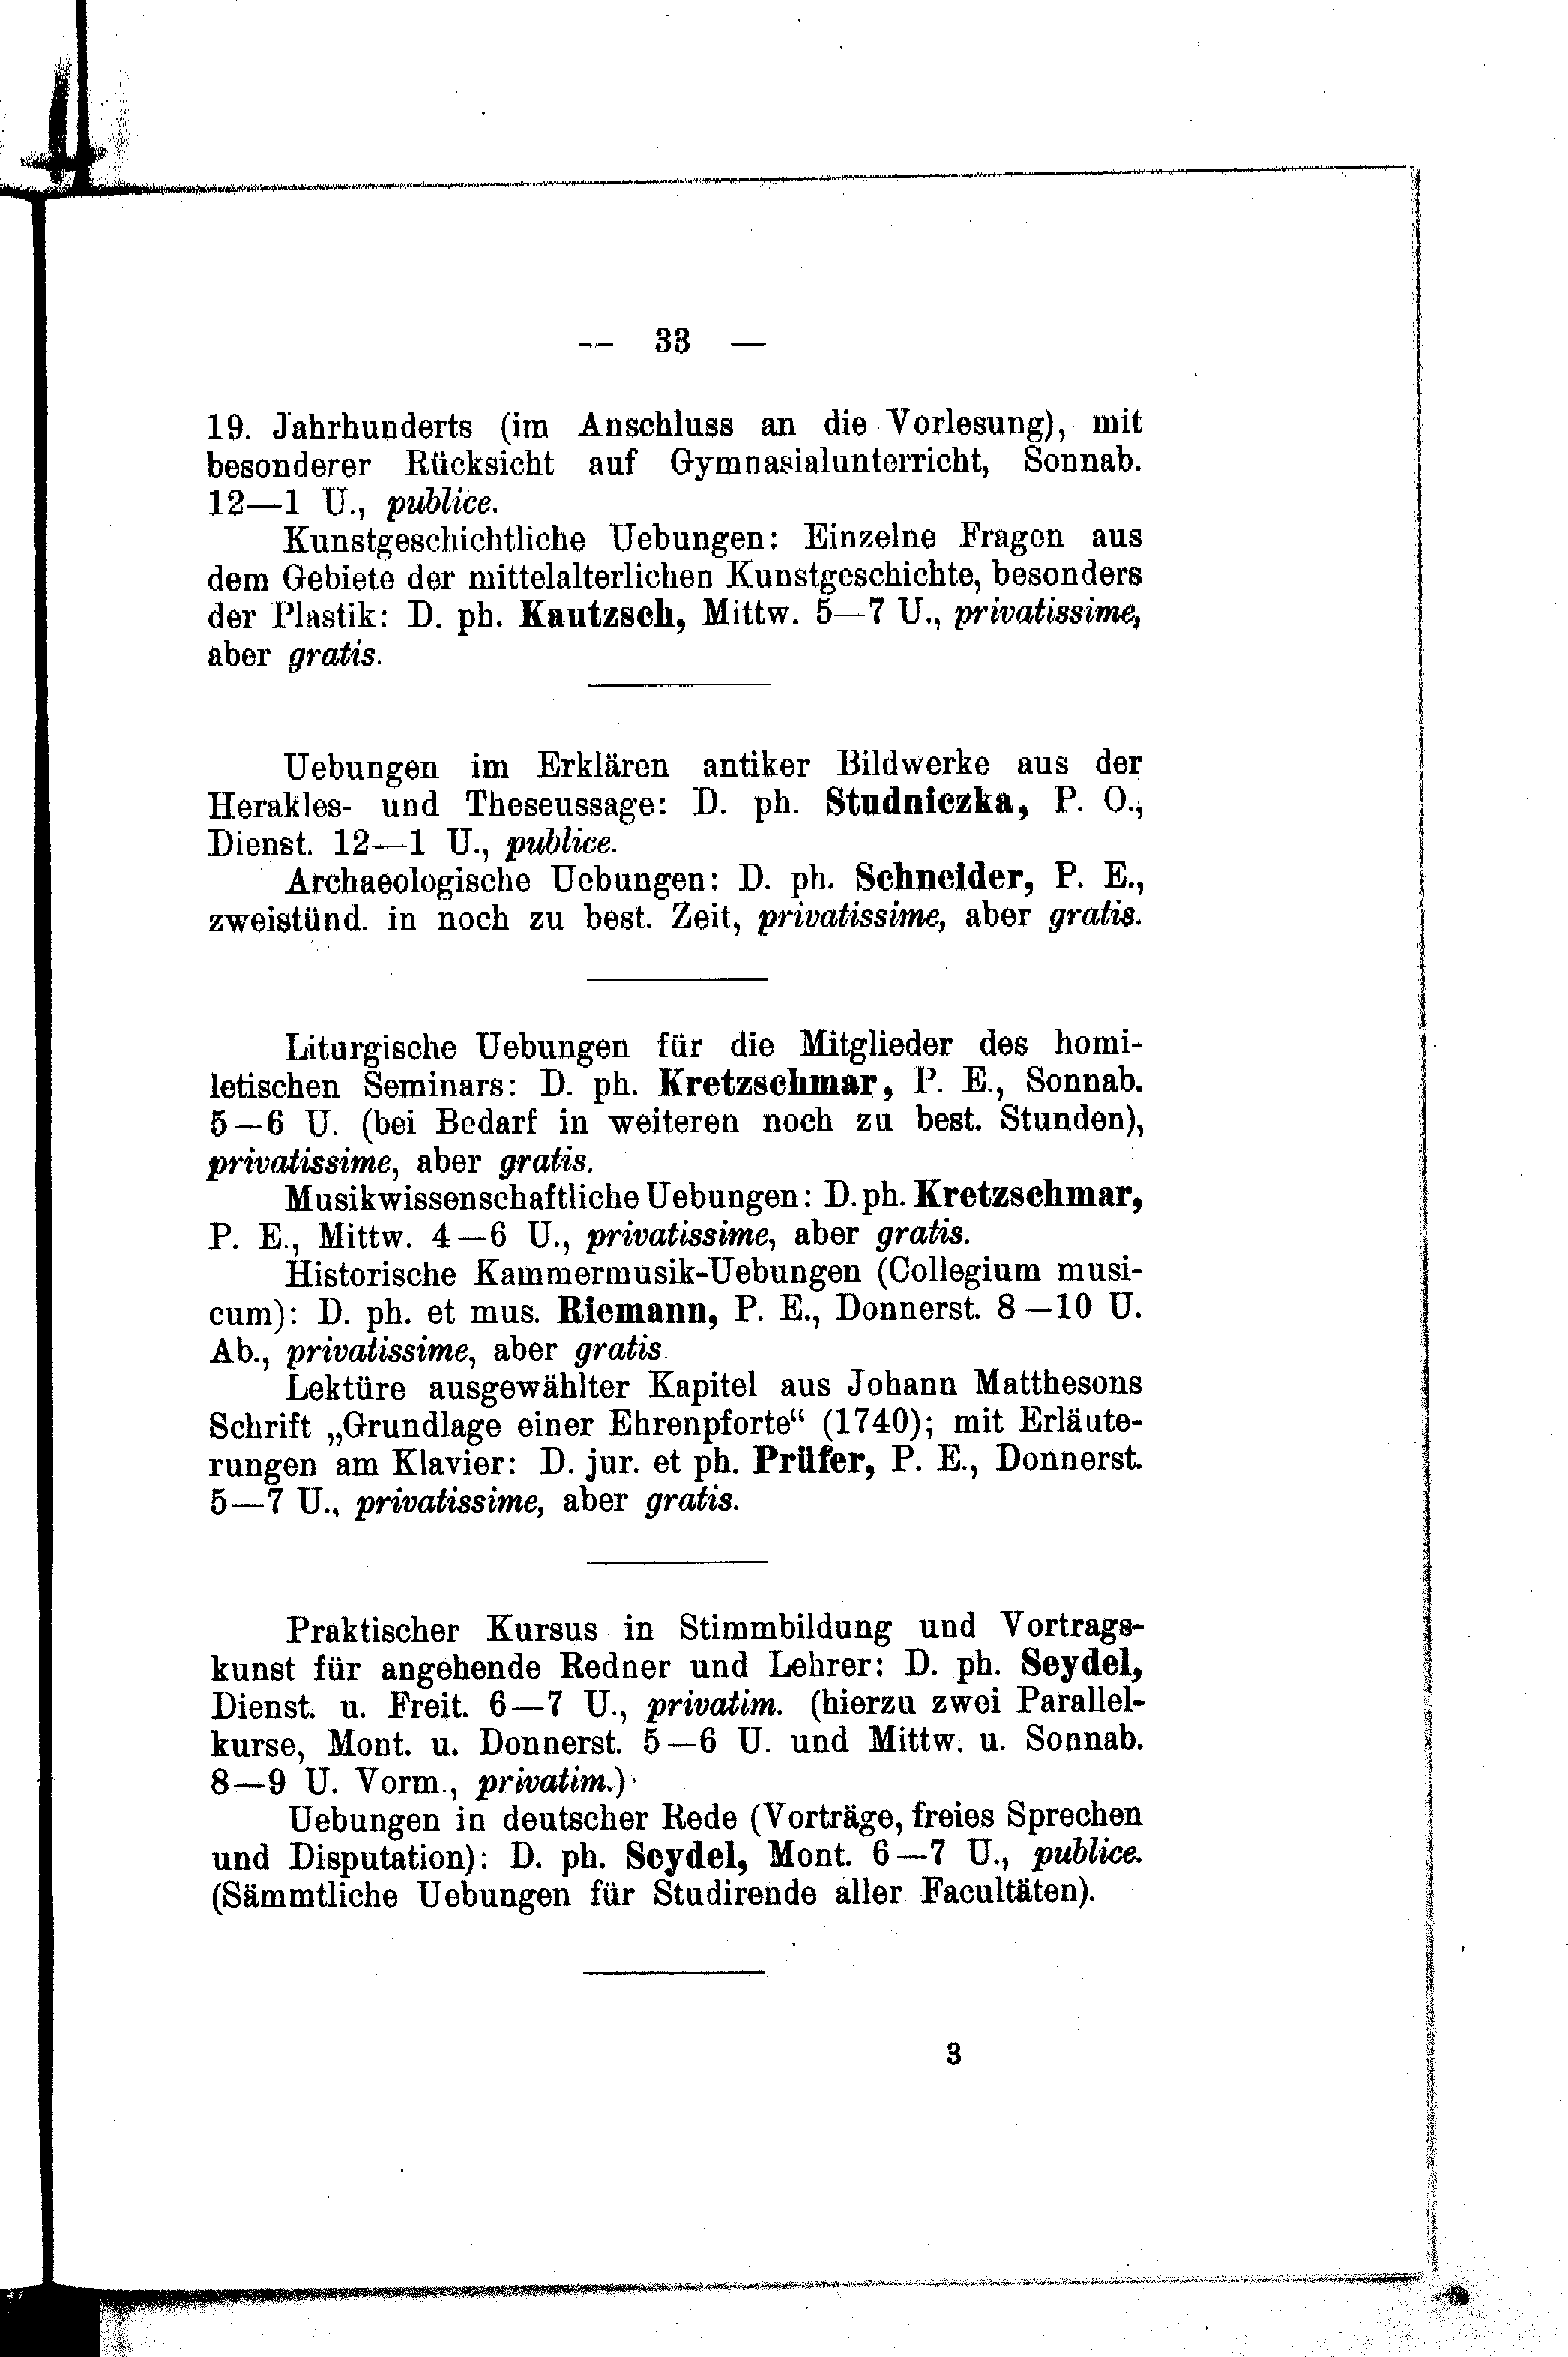 — 33 —
19. Jahrhunderts (im Anschluss an die Vorlesung), mit
besonderer Rücksicht auf Gymnasialunterricht, Sonnab.
12—1 U., publice.
Kunstgeschichtliche Uebungen: Einzelne Fragen aus
dem Gebiete der mittelalterlichen Kunstgeschichte, besonders
der Plastik: D. ph. Kautzsch, Mittw. 5—7 U., privatissime,
aber gratis.
Uebungen im Erklären antiker Bildwerke aus der
Herakles- und Theseussage: D. ph. Studniczka, P. O.,
Dienst. 12—1 U., publice.
Archaeologische Uebungen: D. ph. Schneider, P. E.,
zweistünd. in noch zu best. Zeit, privatissime, aber gratis.
Liturgische Uebungen für die Mitglieder des homi-
letischen Seminars: D. ph. Kretzschmar, P. E., Sonnab.
5—6 U. (bei Bedarf in weiteren noch zu best. Stunden),
privatissime, aber gratis.
Musikwissenschaftliche Uebungen: D. ph. Kretzschmar,
P. E., Mittw. 4—6 U., privatissime, aber gratis.
Historische Kammermusik-Uebungen (Collegium musi-
cum): D. ph. et mus. Riemann, P. E., Donnerst. 8—10 U.
Ab., privatissime, aber gratis.
Lektüre ausgewählter Kapitel aus Johann Matthesons
Schrift „Grundlage einer Ehrenpforte“ (1740); mit Erläute-
rungen am Klavier: D. jur. et ph. Prüfer, P. E., Donnerst.
5—7 U., privatissime, aber gratis.
Praktischer Kursus in Stimmbildung und Vortrags-
kunst für angehende Redner und Lehrer: D. ph. Seydel,
Dienst. u. Freit. 6—7 U., privatim. (hierzu zwei Parallel-
kurse, Mont. u. Donnerst. 5—6 U. und Mittw. u. Sonnab.
8—9 U. Vorm., privatim.)
Uebungen in deutscher Rede (Vorträge, freies Sprechen
und Disputation): D. ph. Seydel, Mont. 6—7 U., publice.
(Sämmtliche Uebungen für Studirende aller Facultäten).
3